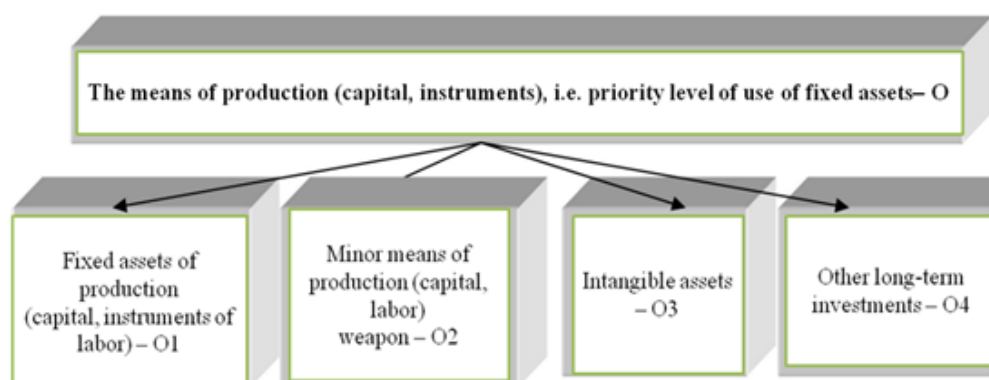 The means of production (capital, instruments), i.e. priority level of use of fixed assets– O
Fixed assets of
production
(capital, instruments of
labor) – O1
Minor means of
production (capital,
labor)
weapon – O2
Intangible assets
– O3
Other long-term
investments – O4